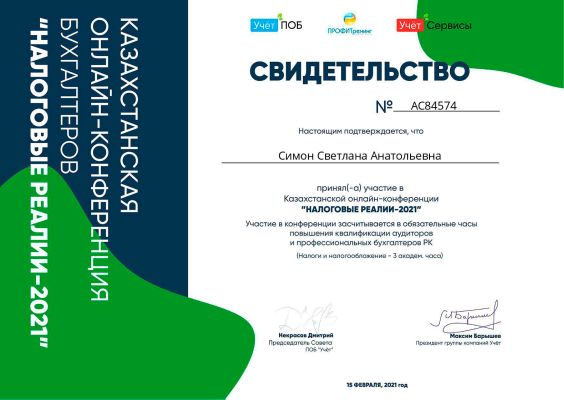 КАЗАХСТАНСКАЯ
ОНЛАЙН-КОНФЕРЕНЦИЯ
БУХГАЛТЕРОВ
“НАЛОГОВЫЕ РЕАЛИИ-2021”
Учёт ПОБ
ПРОФИТренинг
Учёт Сервисы
СВИДЕТЕЛЬСТВО
№ AC84574
Настоящим подтверждается, что
Симон Светлана Анатольевна
принял(-а) участие в
Казахстанской онлайн-конференции
“НАЛОГОВЫЕ РЕАЛИИ-2021”
Участие в конференции засчитывается в обязательные часы
повышения квалификации аудиторов
и профессиональных бухгалтеров РК
(Налоги и налогообложение - 3 академ. часа)
Некрасов Дмитрий
Председатель Совета
ПОБ "Учёт"
Максим Барышев
Президент группы компаний Учёт
15 ФЕВРАЛЯ, 2021 год